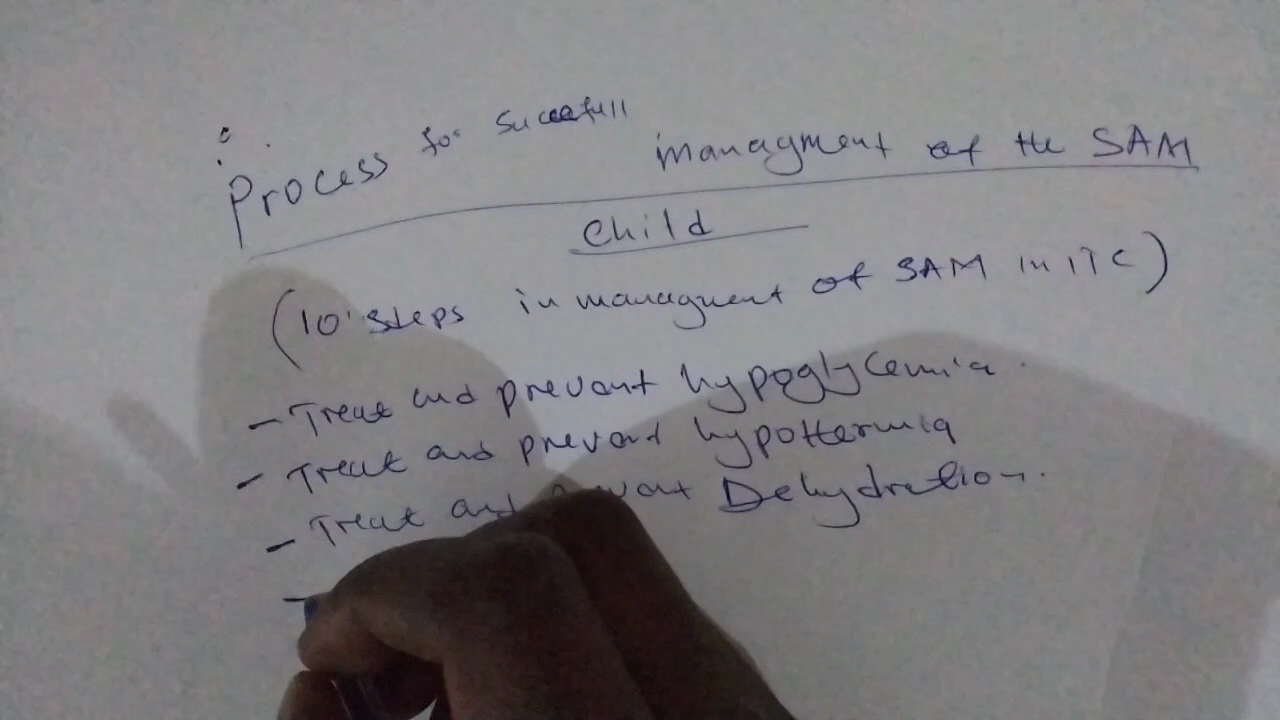 Process for Succefull managment of the SAM
Child
(10 Steps in managment of SAM in ITC)
- Treat and prevent hypoglycemia.
- Treat and prevent hypothermia
- Treat and Dehydration.
-